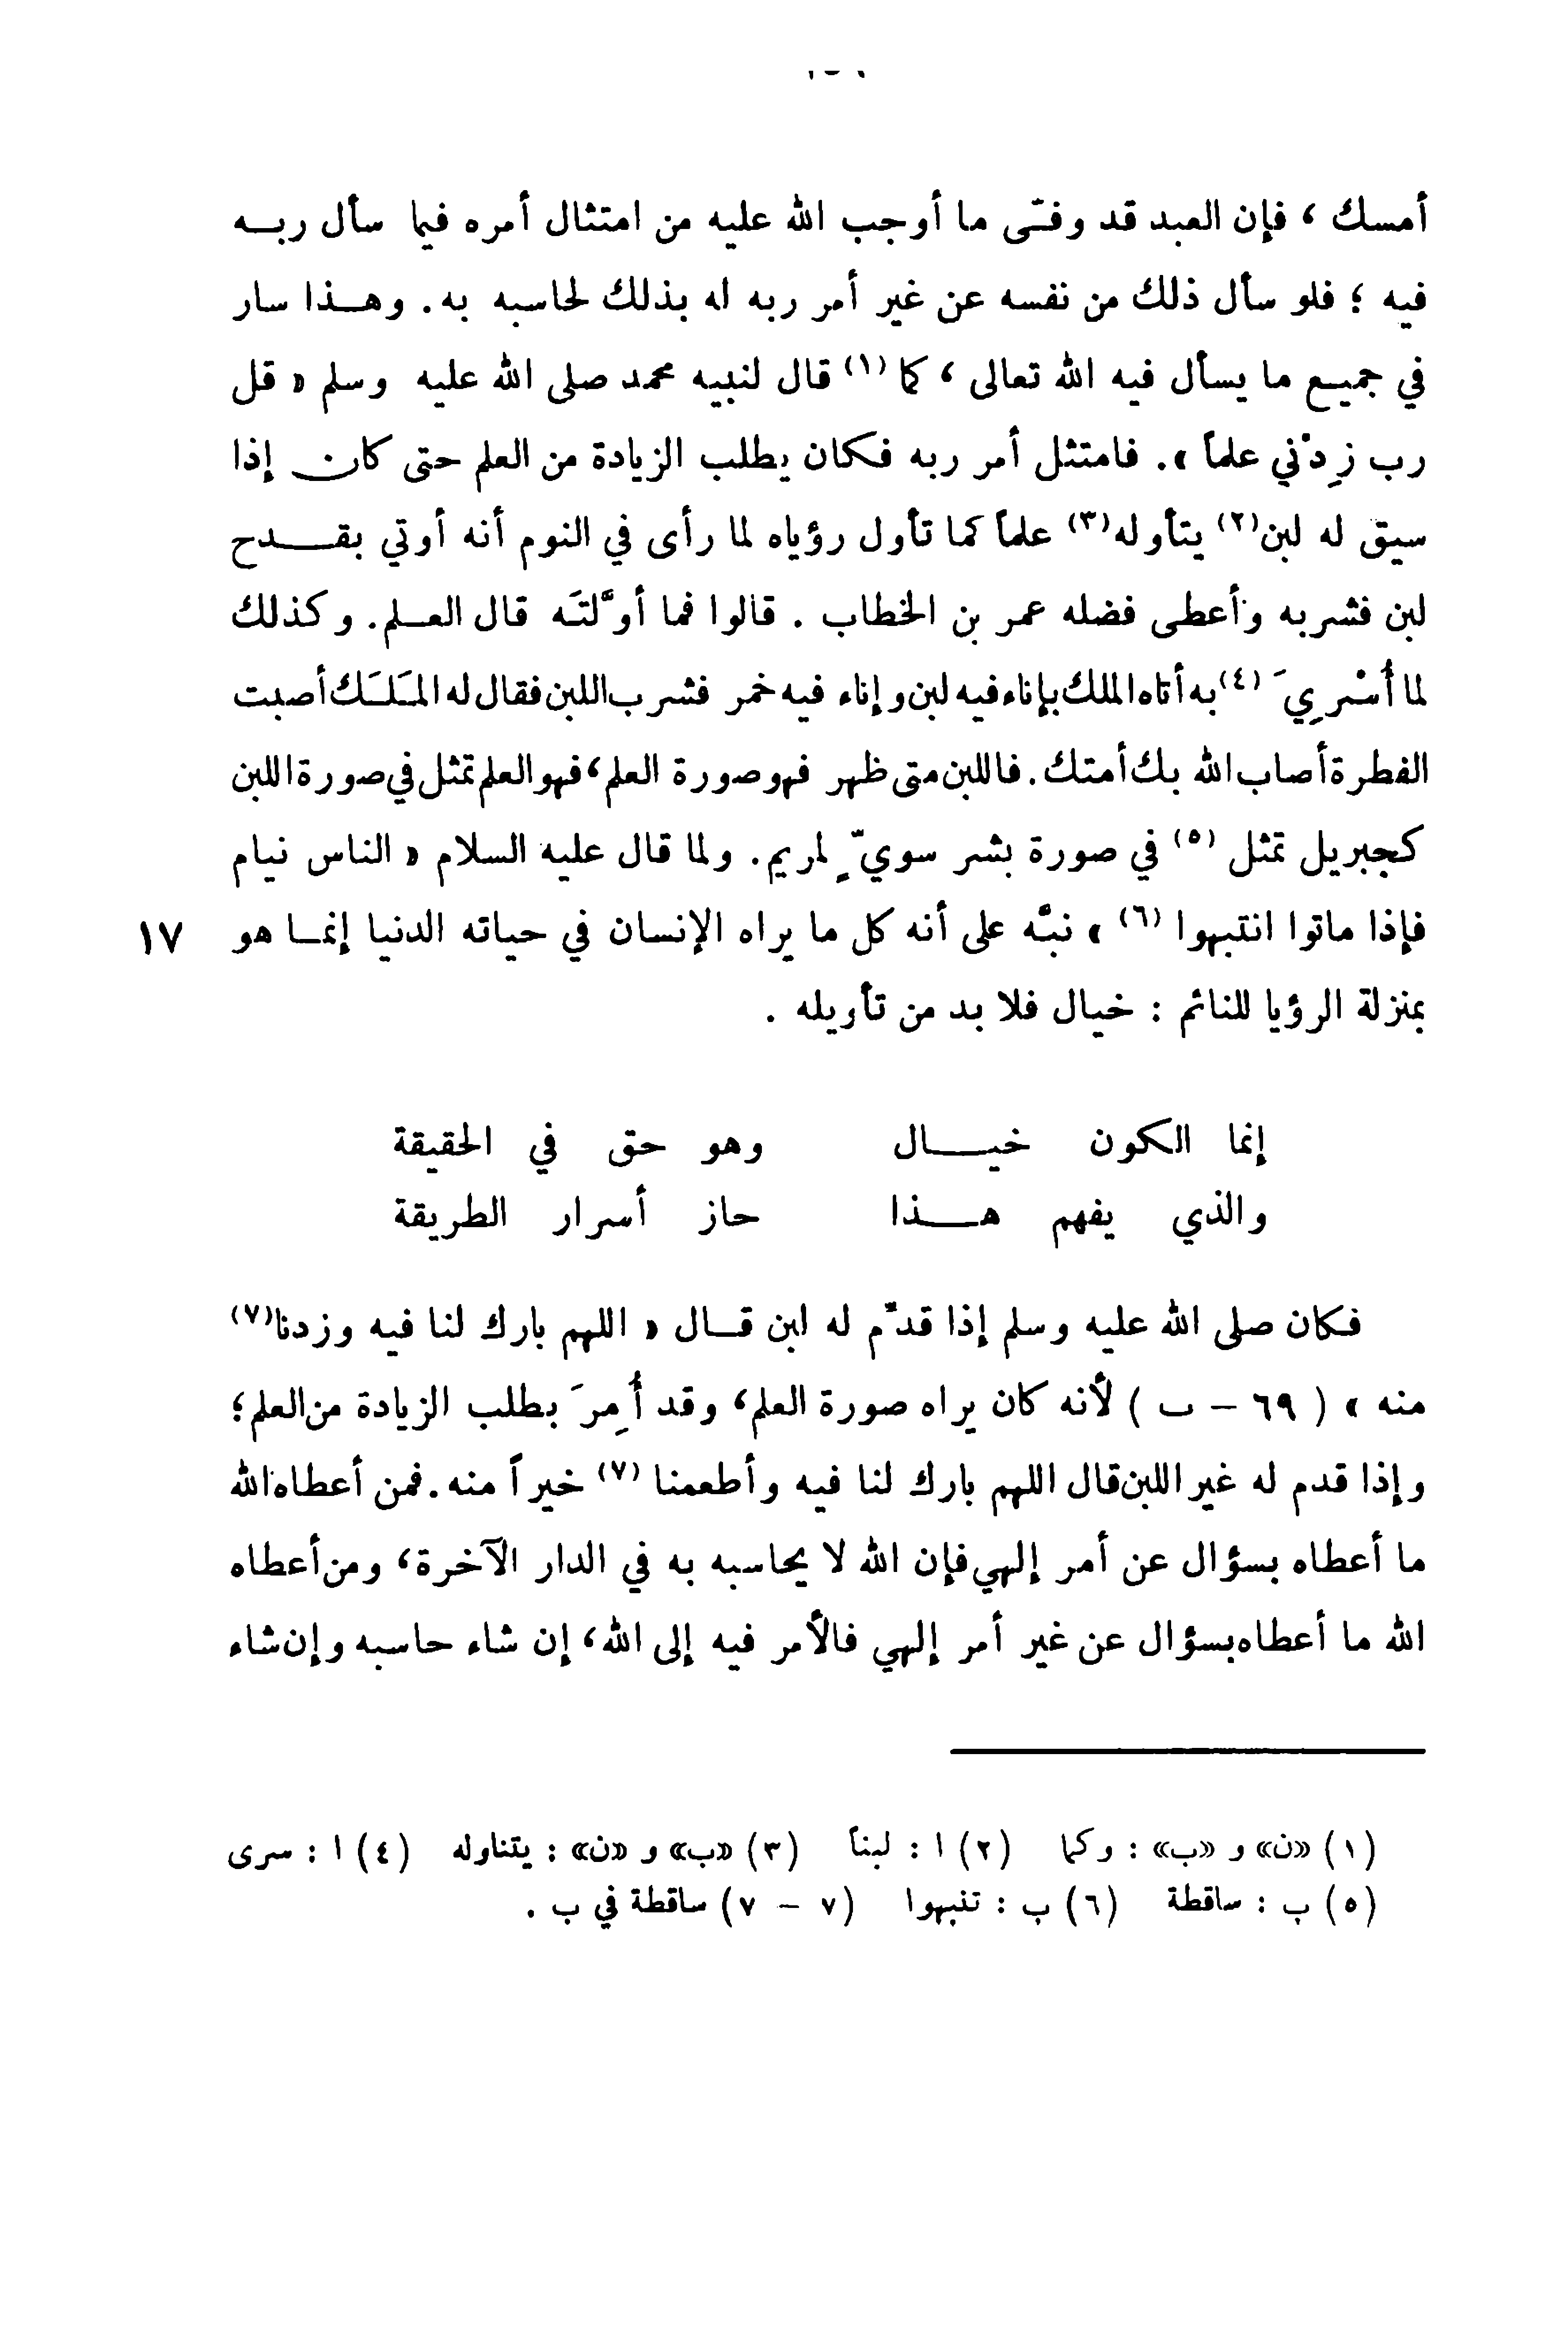 أمسك ، فإن العبد قد وفَّى ما أوجب الله عليه من امتثال أمره فيما سأل ربه
فيه ؛ فلو سأل ذلك من نفسه عن غير أمر ربه له بذلك لحاسبه به . وهذا سار
في جميع ما يسأل فيه الله تعالى ، كما (١) قال لنبيه محمد صلى الله عليه وسلم « قل
رب زِدْني علماً » . فامتثل أمر ربه فكان يطلب الزيادة من العلم حتى كان إذا
سيق له لبن (٢) يتأوله (٣) علماً كما تأول رؤياه لما رأى في النوم أنه أوتي بقدح
لبن فشربه وأعطى فضله عمر بن الخطاب . قالوا فما أوَّلتَه قال العلم . وكذلك
لما أُسْرِيَ (٤) به أتاه الملك بإناء فيه لبن وإناء فيه خمر فشرب اللبن فقال له المَلَك أصبت
الفطرة أصاب الله بك أمتك . فاللبن متى ظهر فهو صورة العلم ، فهو العلم تمثل في صورة اللبن
كجبريل تمثل (٥) في صورة بشر سويٍّ لمريم . ولما قال عليه السلام « الناس نيام
فإذا ماتوا انتبهوا (٦) » نبَّه على أنه كل ما يراه الإنسان في حياته الدنيا إنما هو ١٧
بمنزلة الرؤيا للنائم : خيال فلا بد من تأويله .
إنما الكون خيال وهو حق في الحقيقة
والذي يفهم هذا حاز أسرار الطريقة
فكان صلى الله عليه وسلم إذا قدِّم له لبن قال « اللهم بارك لنا فيه وزدنا (٧)
منه » ( ٦٩ – ب ) لأنه كان يراه صورة العلم ، وقد أُمِرَ بطلب الزيادة من العلم ؛
وإذا قدم له غير اللبن قال اللهم بارك لنا فيه وأطعمنا (٧) خيراً منه . فمن أعطاه الله
ما أعطاه بسؤال عن أمر إلهي فإن الله لا يحاسبه به في الدار الآخرة ، ومن أعطاه
الله ما أعطاه بسؤال عن غير أمر إلهي فالأمر فيه إلى الله ، إن شاء حاسبه وإن شاء
(١) «ن» و «ب» : وكما (٢) ا : لبناً (٣) «ب» و «ن» : يتناوله (٤) ا : سرى
(٥) ب : ساقطة (٦) ب : تنبهوا (٧ – ٧) ساقطة في ب .